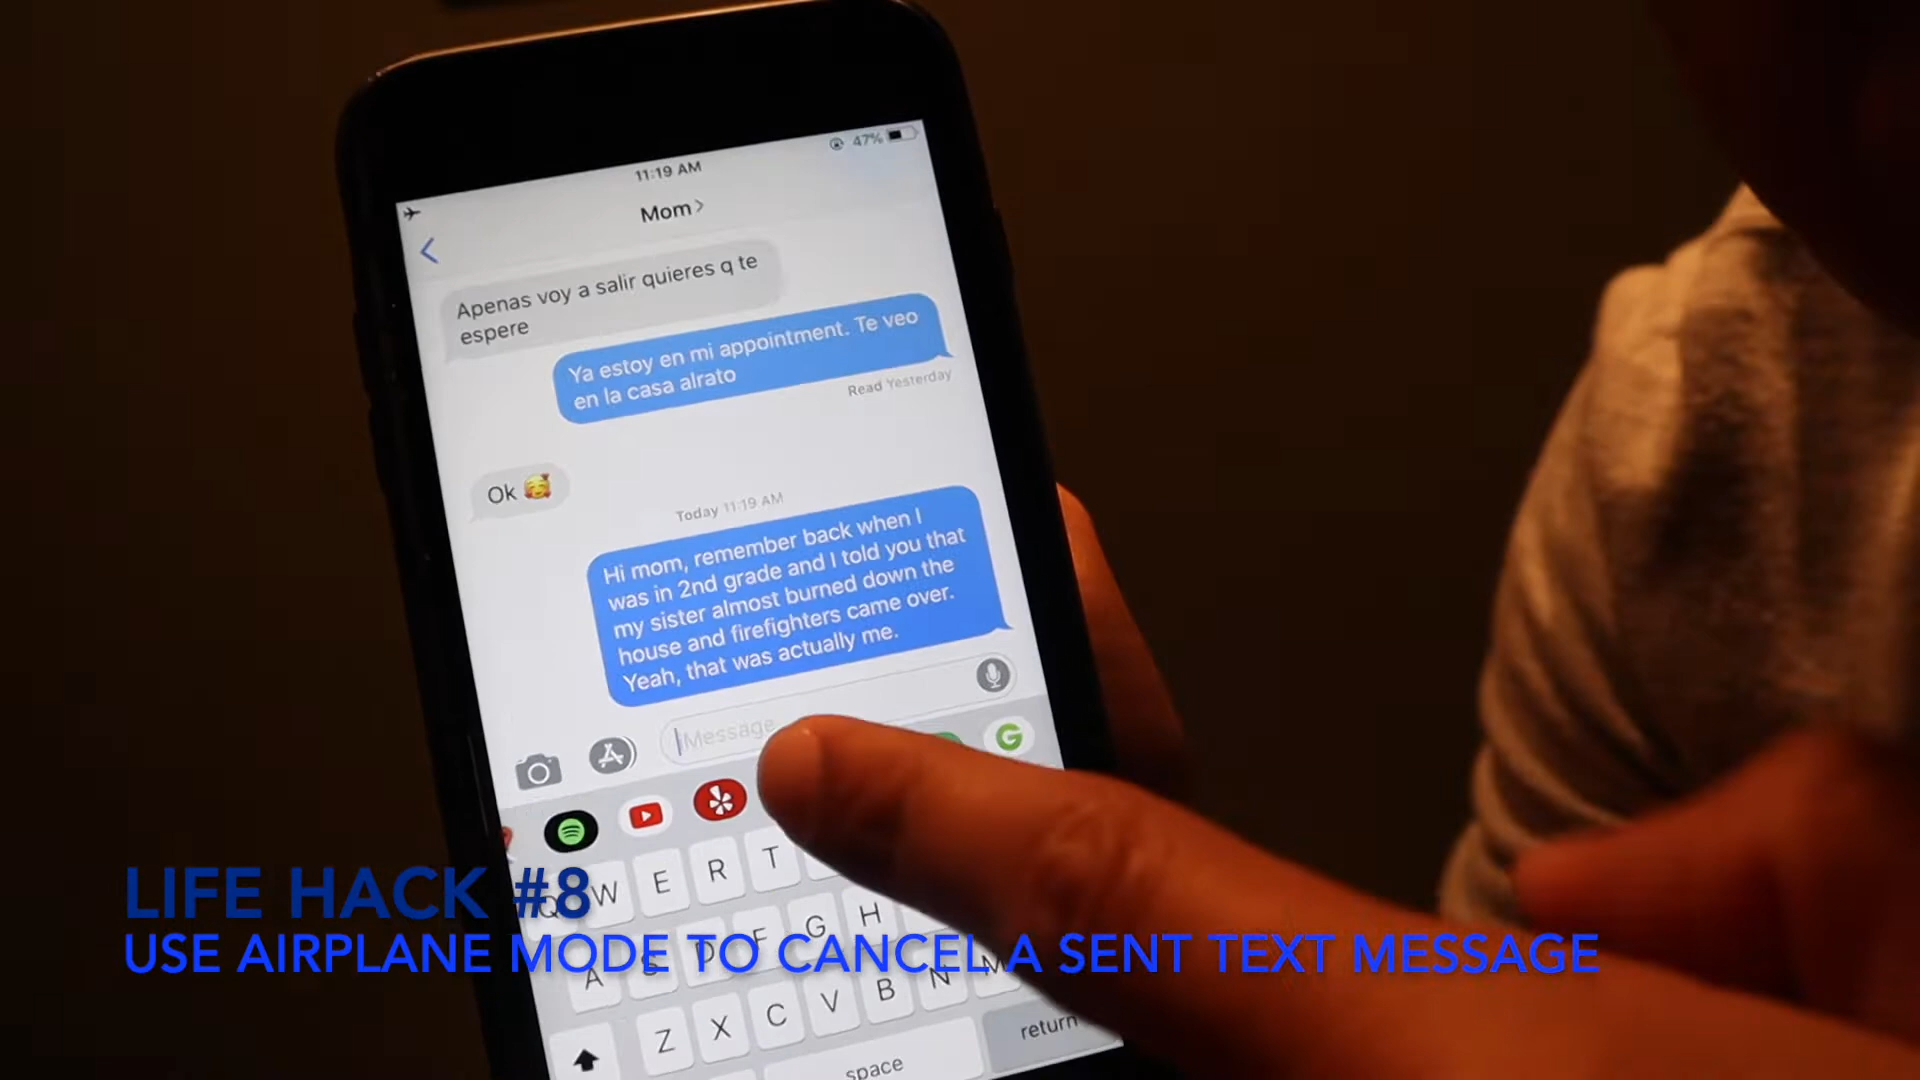 47%
11:19 AM
Mom
Apenas voy a salir quieres q te
espere
Ya estoy en mi appointment. Te veo
en la casa alrato
Read Yesterday
Ok
Today 11:19 AM
Hi mom, remember back when I
was in 2nd grade and I told you that
my sister almost burned down the
house and firefighters came over.
Yeah, that was actually me.
iMessage
G
Q W E R T
A S D F G H
Z X C V B N M
space
return
LIFE HACK #8
USE AIRPLANE MODE TO CANCEL A SENT TEXT MESSAGE